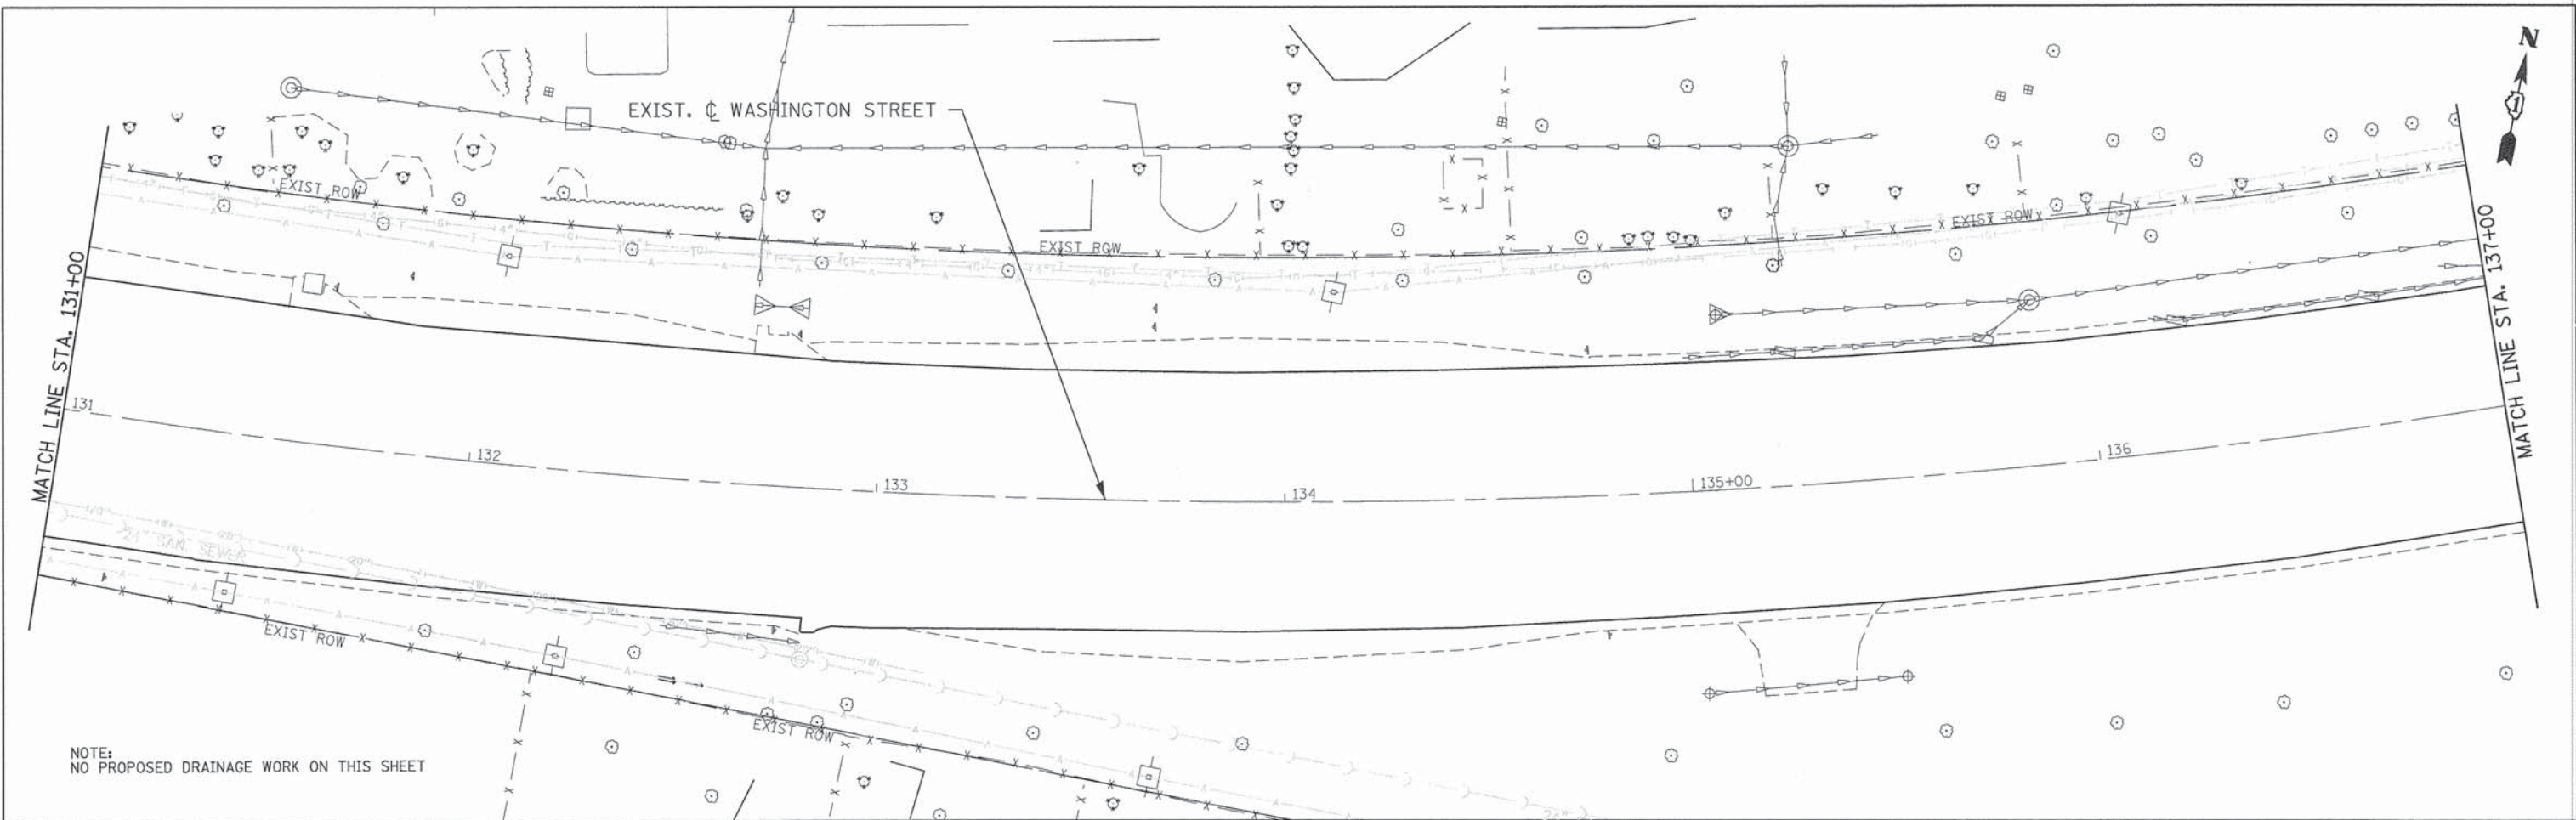 N
1
EXIST. ℄ WASHINGTON STREET
EXIST ROW
EXIST ROW
EXIST ROW
MATCH LINE STA. 131+00
MATCH LINE STA. 137+00
131
132
133
134
135+00
136
24" SAN. SEWER
EXIST ROW
EXIST ROW
NOTE:
NO PROPOSED DRAINAGE WORK ON THIS SHEET